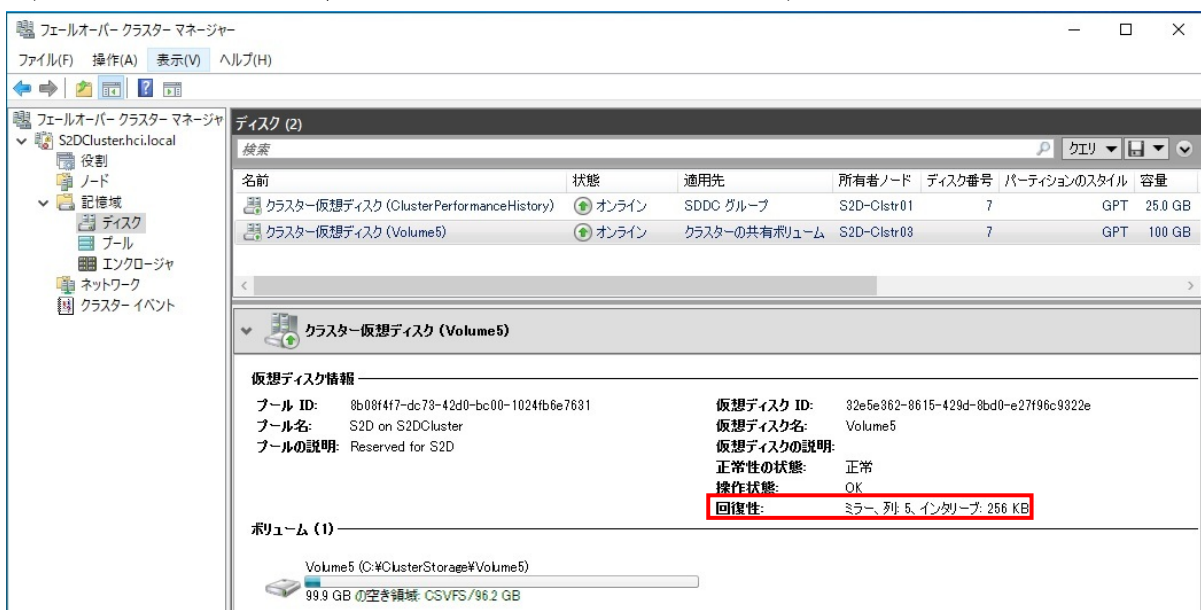 フェールオーバー クラスター マネージャー
ファイル(F) 操作(A) 表示(V) ヘルプ(H)
フェールオーバー クラスター マネージャ
S2DCluster.hci.local
役割
ノード
記憶域
ディスク
プール
エンクロージャ
ネットワーク
クラスター イベント
ディスク (2)
検索 クエリ
名前 状態 適用先 所有者ノード ディスク番号 パーティションのスタイル 容量
クラスター仮想ディスク (ClusterPerformanceHistory) オンライン SDDC グループ S2D-Clstr01 7 GPT 25.0 GB
クラスター仮想ディスク (Volume5) オンライン クラスターの共有ボリューム S2D-Clstr03 7 GPT 100 GB
クラスター仮想ディスク (Volume5)
仮想ディスク情報
プール ID: 8b08f4f7-dc73-42d0-bc00-1024fb6e7631
プール名: S2D on S2DCluster
プールの説明: Reserved for S2D
仮想ディスク ID: 32e5e362-8615-429d-8bd0-e27f96c9322e
仮想ディスク名: Volume5
仮想ディスクの説明:
正常性の状態: 正常
操作状態: OK
回復性: ミラー、列: 5、インタリーブ: 256 KB
ボリューム (1)
Volume5 (C:¥ClusterStorage¥Volume5)
99.9 GB の空き領域: CSVFS/96.2 GB